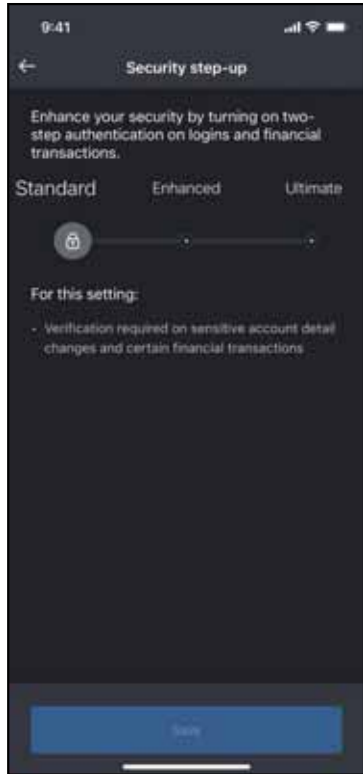 9:41
Security step-up
Enhance your security by turning on two-
step authentication on logins and financial
transactions.
Standard Enhanced Ultimate
For this setting:
• Verification required on sensitive account detail
changes and certain financial transactions
Save